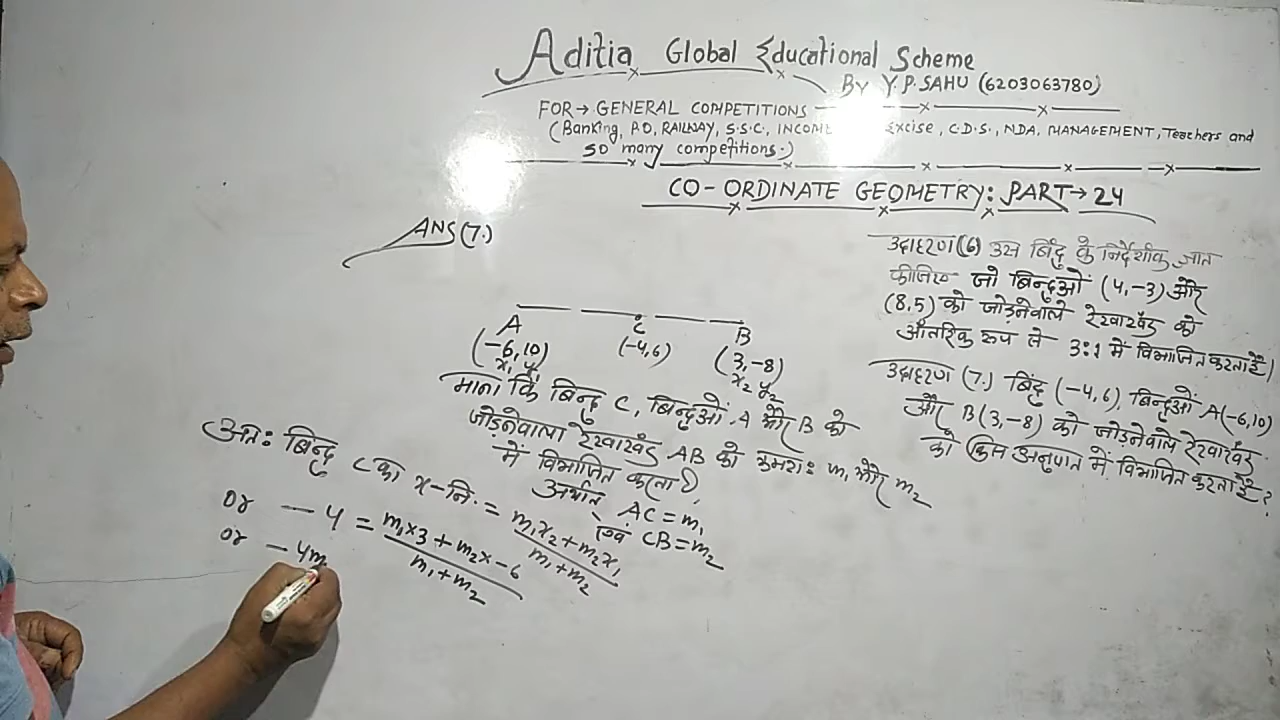 Aditia Global Educational Scheme
By Y.P.SAHU (6203063780)
FOR → GENERAL COMPETITIONS
(Banking, P.O, RAILWAY, S.S.C., INCOME Excise, C.D.S., NDA, MANAGEMENT, Teachers and
so many competitions.)
CO-ORDINATE GEOMETRY: PART → 24
उदाहरण (6) उस बिंदु के निर्देशांक ज्ञात
कीजिए जो बिन्दुओं (4,-3) और
(8,5) को जोड़नेवाले रेखाखंड को
आंतरिक रूप से 3:1 में विभाजित करता है।
उदाहरण (7.) बिंदु (-4,6), बिन्दुओं A(-6,10)
और B(3,-8) को जोड़नेवाले रेखाखंड
को किस अनुपात में विभाजित करता है?
ANS (7.)
A C B
(-6,10) (-4,6) (3,-8)
x₁ y₁ x₂ y₂
माना कि बिन्दु C, बिन्दुओं A और B को
जोड़नेवाला रेखाखंड AB को क्रमशः m₁ और m₂
में विभाजित करता है,
अर्थात् AC = m₁
एवं CB = m₂
अतः बिन्दु C का x-नि. = m₁x₂ + m₂x₁ / m₁ + m₂
or -4 = m₁×3 + m₂×-6 / m₁ + m₂
or -4m